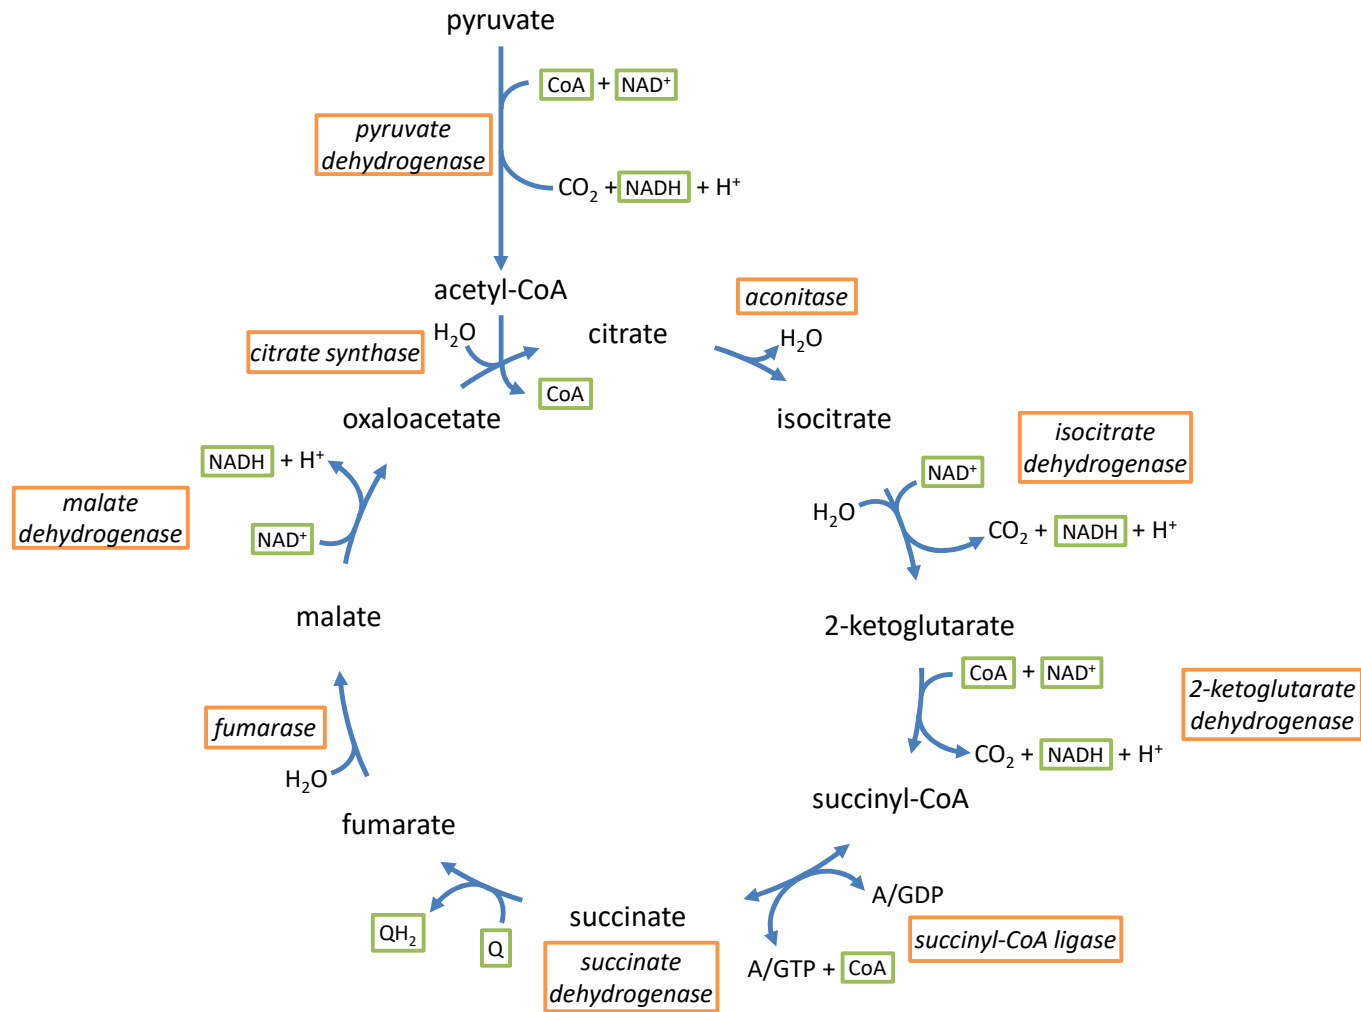 pyruvate
CoA + NAD⁺
pyruvate
dehydrogenase
CO₂ + NADH + H⁺
acetyl-CoA
aconitase
H₂O
citrate
H₂O
citrate synthase
CoA
oxaloacetate
isocitrate
isocitrate
dehydrogenase
NADH + H⁺
NAD⁺
malate
dehydrogenase
H₂O
NAD⁺
CO₂ + NADH + H⁺
malate
2-ketoglutarate
CoA + NAD⁺
2-ketoglutarate
dehydrogenase
fumarase
CO₂ + NADH + H⁺
H₂O
succinyl-CoA
fumarate
A/GDP
succinate
QH₂
Q
succinyl-CoA ligase
A/GTP + CoA
succinate
dehydrogenase